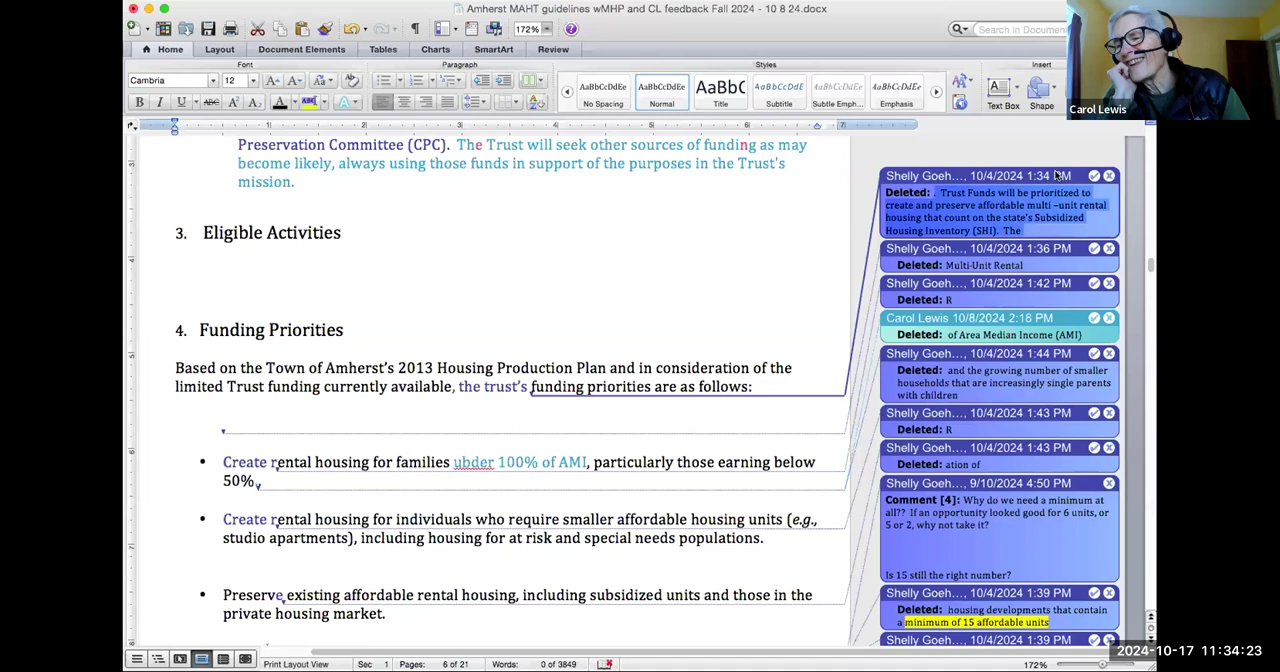 Amherst MAHT guidelines wMHP and CL feedback Fall 2024 - 10 8 24.docx
172%
Search in Documen
Home Layout Document Elements Tables Charts SmartArt Review
Font Paragraph Styles Insert
Cambria 12
AaBbCcDdEe AaBbCcDdEe AaBbC AaBbCcDdE AaBbCcDdEe AaBbCcDdEe
No Spacing Normal Title Subtitle Subtle Emph... Emphasis Text Box Shape
B I U ABC A² A₂
Carol Lewis
Preservation Committee (CPC). The Trust will seek other sources of funding as may
become likely, always using those funds in support of the purposes in the Trust's
mission.
3. Eligible Activities
4. Funding Priorities
Based on the Town of Amherst's 2013 Housing Production Plan and in consideration of the
limited Trust funding currently available, the trust's funding priorities are as follows:
• Create rental housing for families ubder 100% of AMI, particularly those earning below
50%
• Create rental housing for individuals who require smaller affordable housing units (e.g.,
studio apartments), including housing for at risk and special needs populations.
• Preserve existing affordable rental housing, including subsidized units and those in the
private housing market.
Shelly Goeh..., 10/4/2024 1:34 PM
Deleted: . Trust Funds will be prioritized to
create and preserve affordable multi –unit rental
housing that count on the state's Subsidized
Housing Inventory (SHI). The
Shelly Goeh..., 10/4/2024 1:36 PM
Deleted: Multi-Unit Rental
Shelly Goeh..., 10/4/2024 1:42 PM
Deleted: R
Carol Lewis 10/8/2024 2:18 PM
Deleted: of Area Median Income (AMI)
Shelly Goeh..., 10/4/2024 1:44 PM
Deleted: and the growing number of smaller
households that are increasingly single parents
with children
Shelly Goeh..., 10/4/2024 1:43 PM
Deleted: R
Shelly Goeh..., 10/4/2024 1:43 PM
Deleted: ation of
Shelly Goeh..., 9/10/2024 4:50 PM
Comment [4]: Why do we need a minimum at
all?? If an opportunity looked good for 6 units, or
5 or 2, why not take it?
Is 15 still the right number?
Shelly Goeh..., 10/4/2024 1:39 PM
Deleted: housing developments that contain
a minimum of 15 affordable units
Shelly Goeh..., 10/4/2024 1:39 PM
2024-10-17 11:34:23
Print Layout View Sec 1 Pages: 6 of 21 Words: 0 of 3849 172%